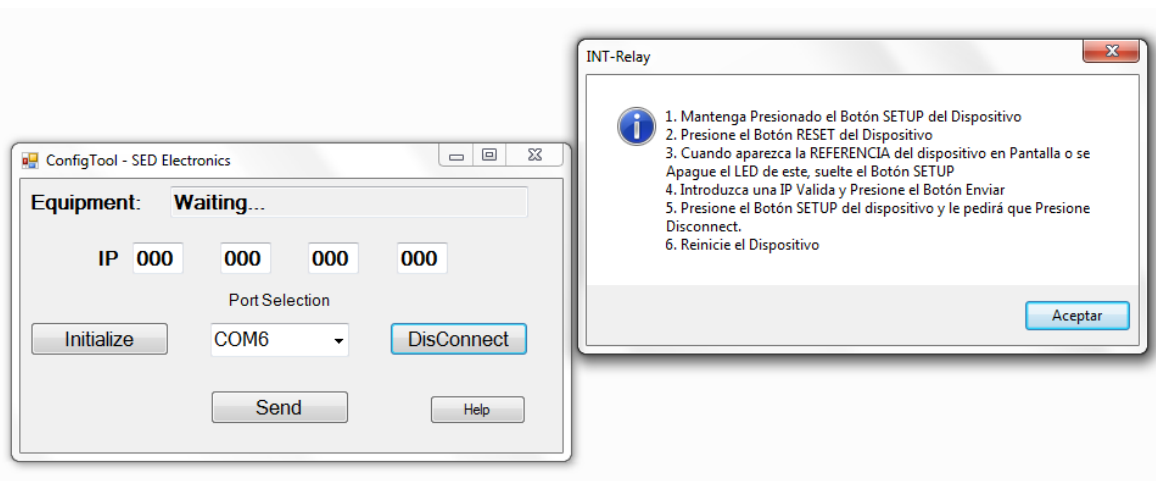 ConfigTool - SED Electronics
Equipment: Waiting...
IP 000 000 000 000
Port Selection
Initialize COM6 DisConnect
Send Help
INT-Relay
1. Mantenga Presionado el Botón SETUP del Dispositivo
2. Presione el Botón RESET del Dispositivo
3. Cuando aparezca la REFERENCIA del dispositivo en Pantalla o se
Apague el LED de este, suelte el Botón SETUP
4. Introduzca una IP Valida y Presione el Botón Enviar
5. Presione el Botón SETUP del dispositivo y le pedirá que Presione
Disconnect.
6. Reinicie el Dispositivo
Aceptar